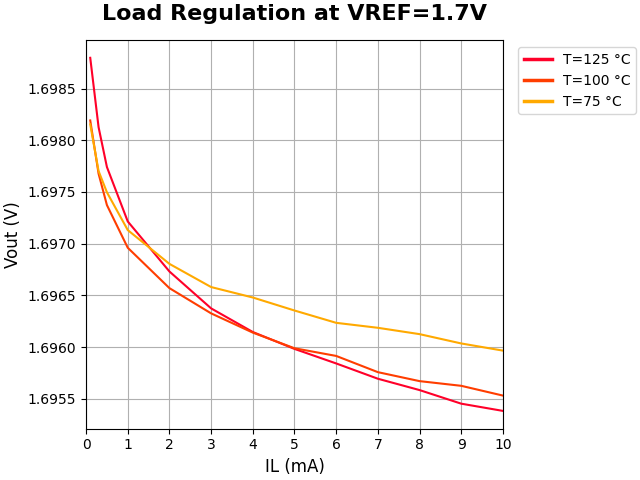 Load Regulation at VREF=1.7V
T=125 °C
T=100 °C
T=75 °C
Vout (V)
1.6985
1.6980
1.6975
1.6970
1.6965
1.6960
1.6955
0 1 2 3 4 5 6 7 8 9 10
IL (mA)